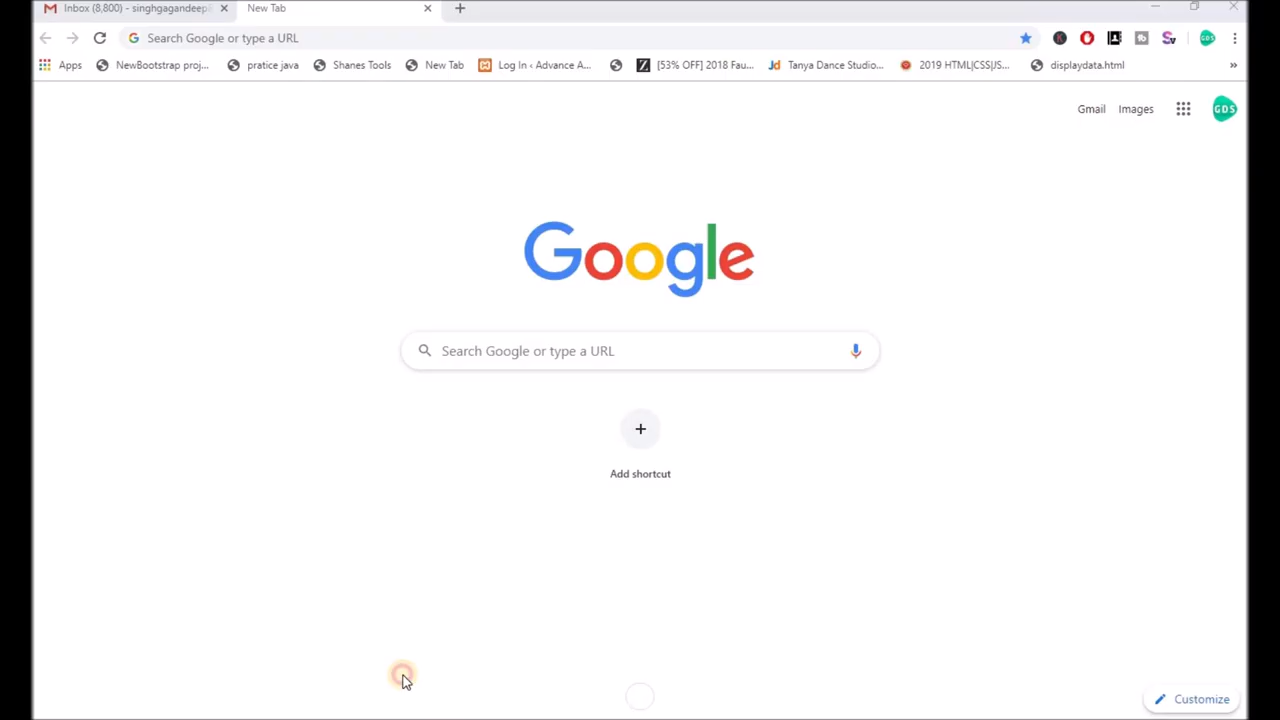 Inbox (8,800) - singhgagandeep
New Tab
Search Google or type a URL
Apps
NewBootstrap proj...
pratice java
Shanes Tools
New Tab
Log In ‹ Advance A...
[53% OFF] 2018 Fau...
Tanya Dance Studio...
2019 HTML|CSS|JS...
displaydata.html
»
Gmail
Images
GDS
Google
Search Google or type a URL
Add shortcut
Customize